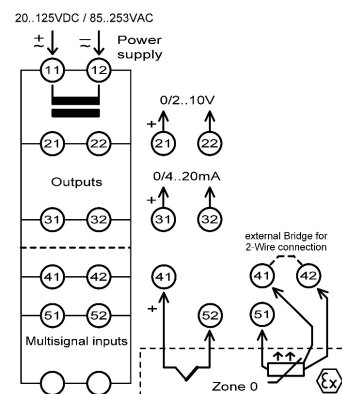 20..125VDC / 85..253VAC
+ −
~ ~
Power
supply
11 12
0/2..10V
+
21 22 21 22
Outputs
0/4..20mA
+
31 32 31 32
external Bridge for
2-Wire connection
41 42 41 41 42
+
51 52 52 51
Multisignal inputs
Zone 0
Ex